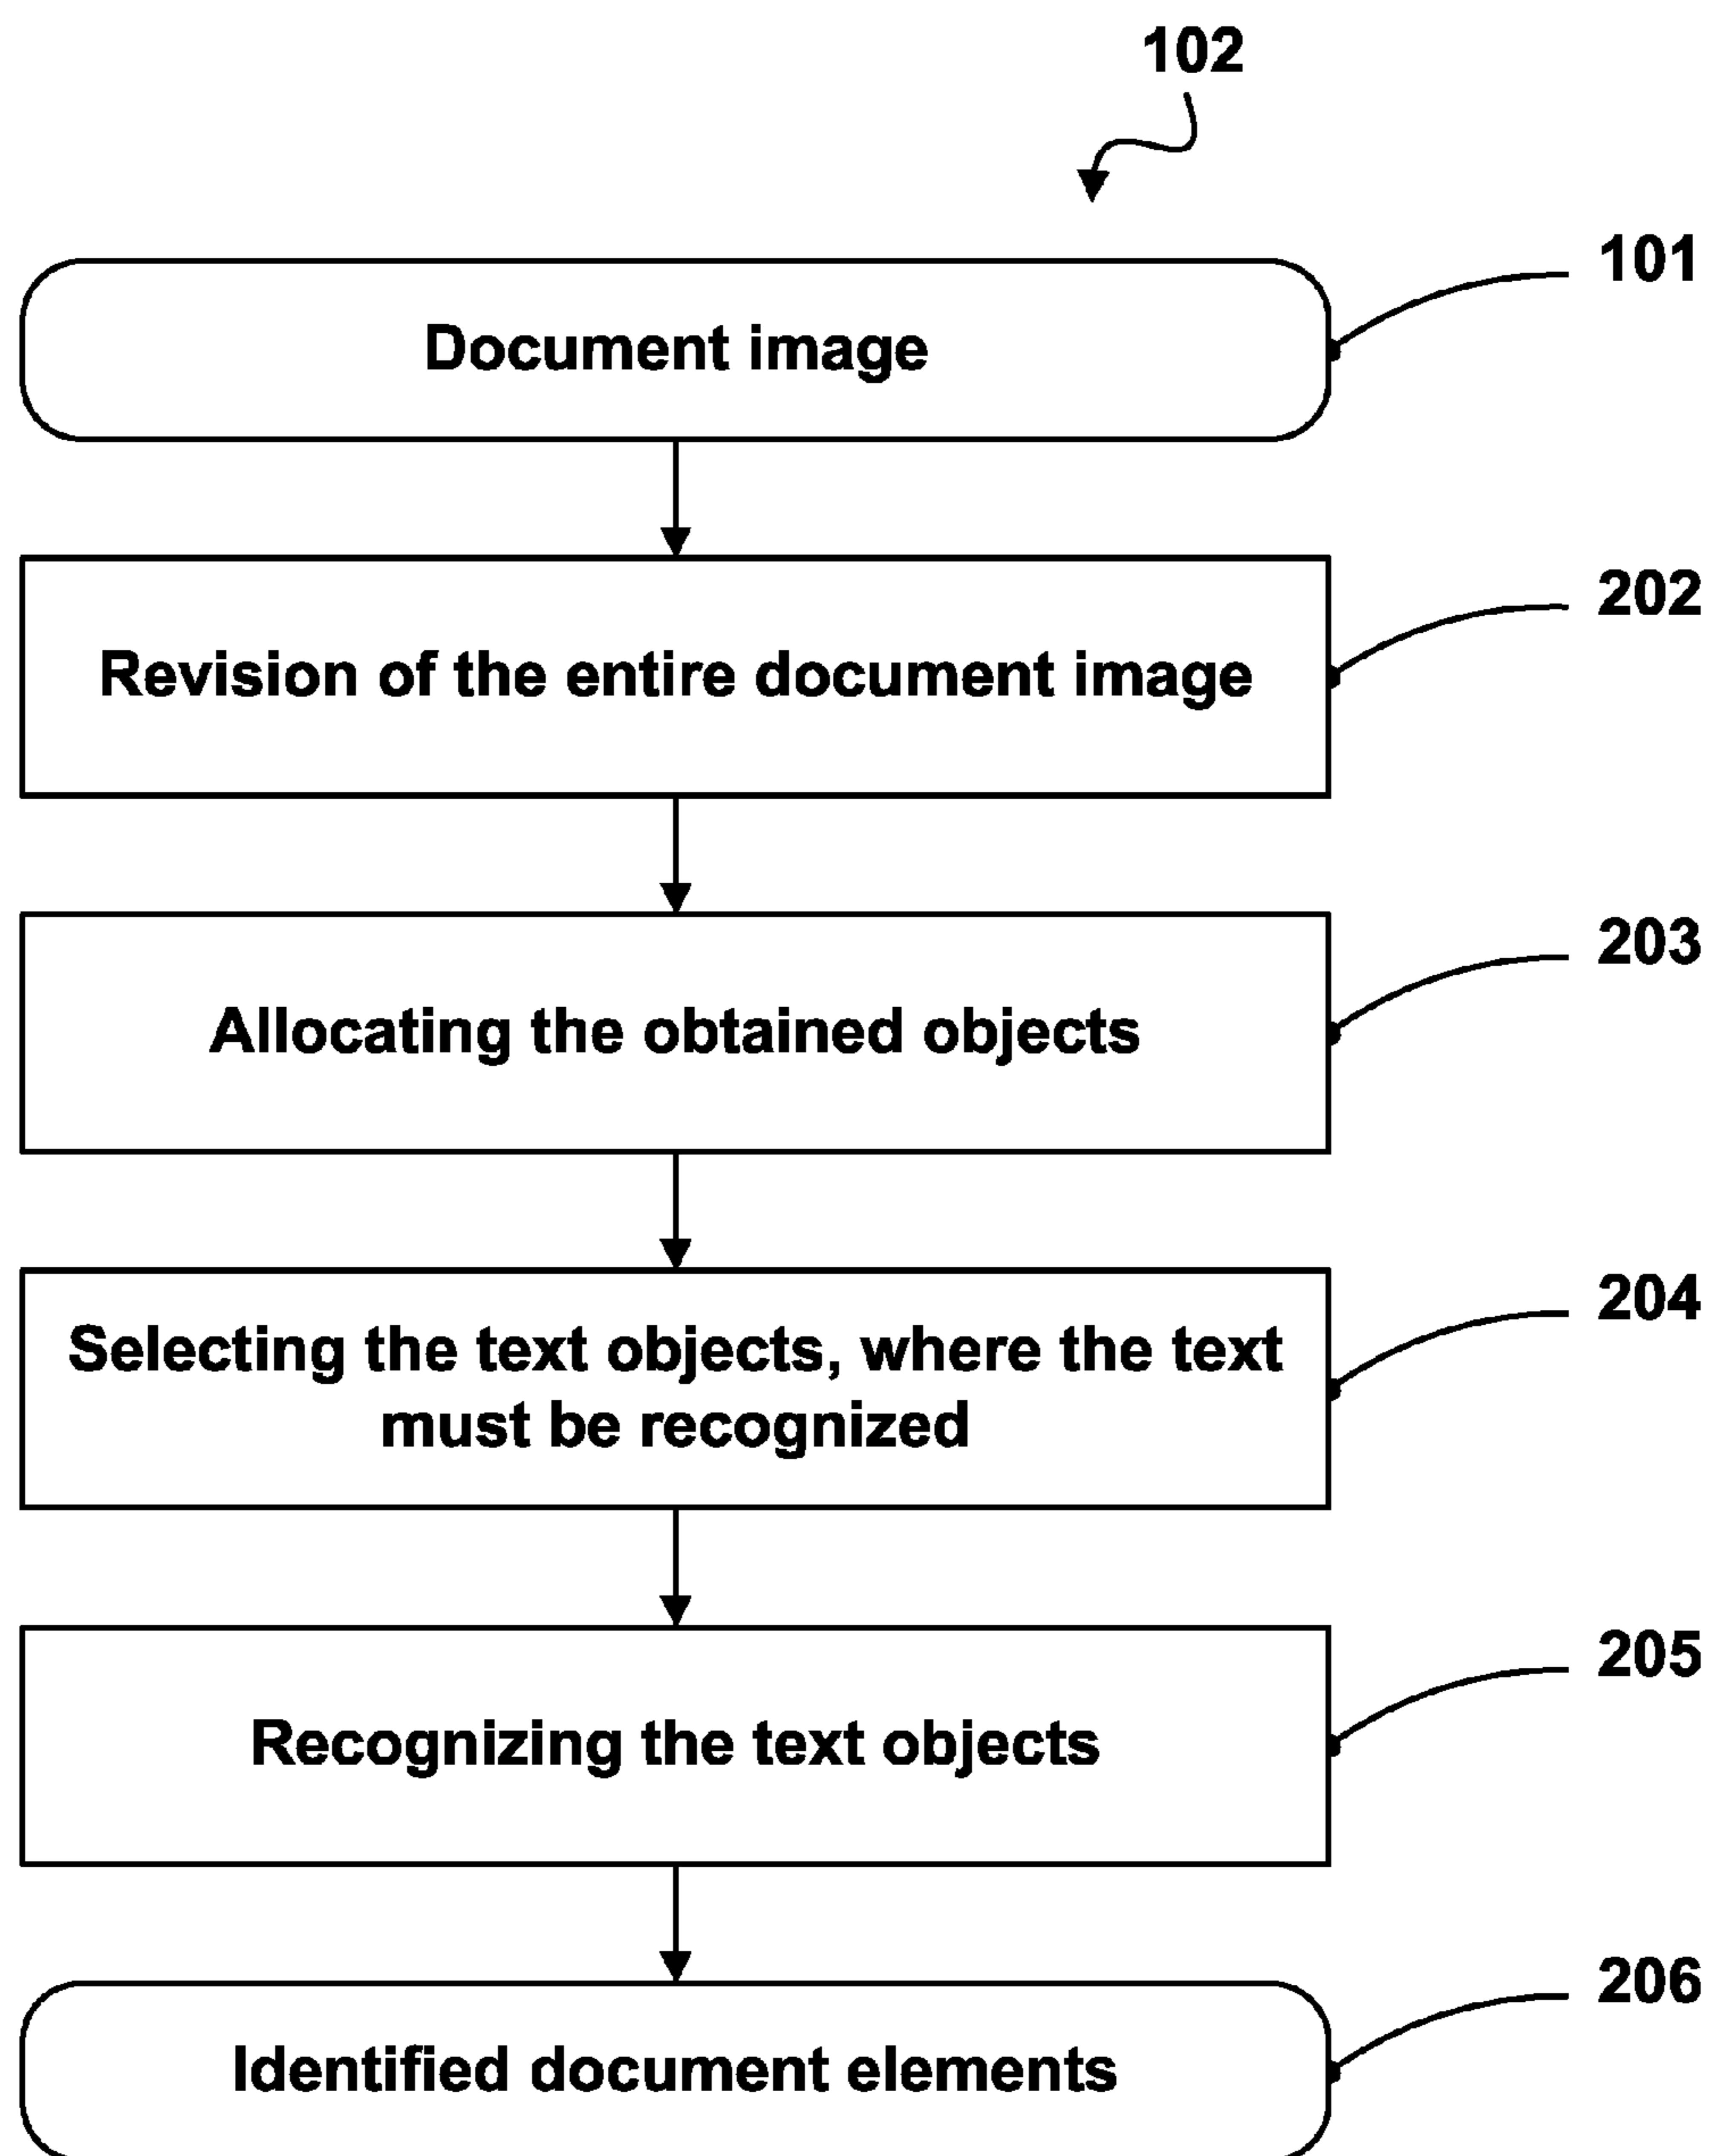 102
101
Document image
202
Revision of the entire document image
203
Allocating the obtained objects
204
Selecting the text objects, where the text
must be recognized
205
Recognizing the text objects
206
Identified document elements